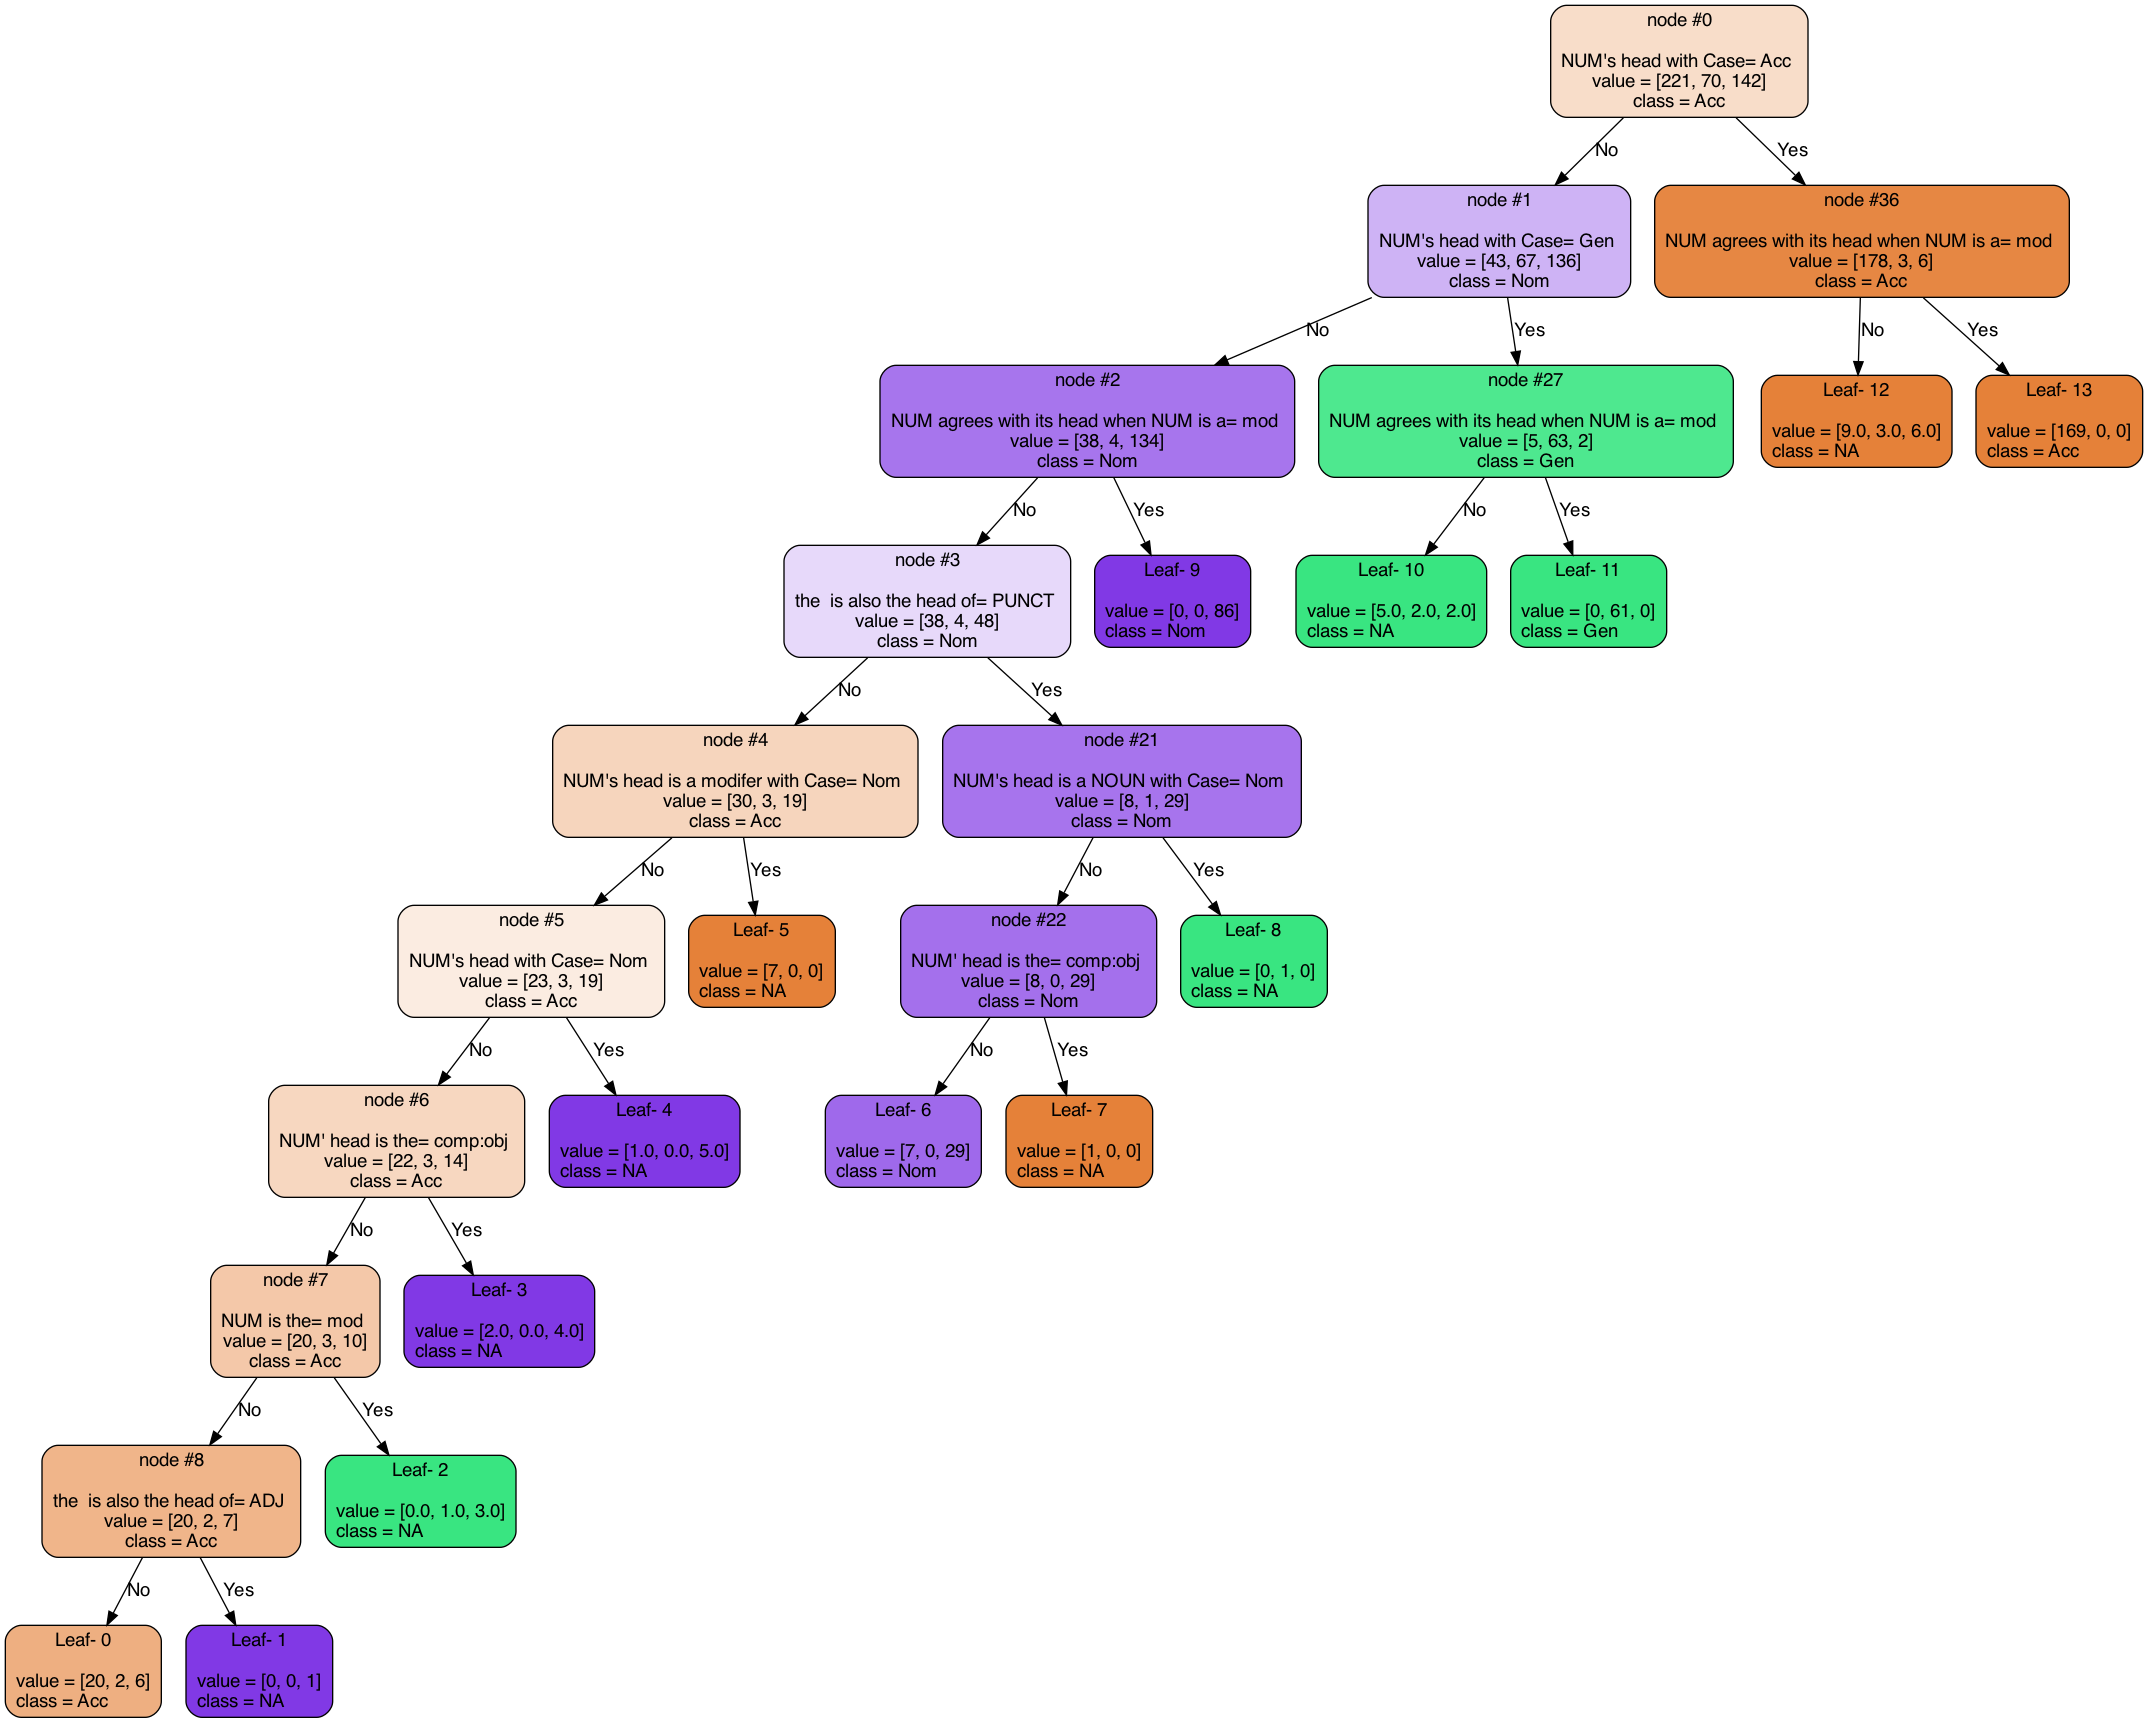 node #0
NUM's head with Case= Acc
value = [221, 70, 142]
class = Acc
No
Yes
node #1
NUM's head with Case= Gen
value = [43, 67, 136]
class = Nom
node #36
NUM agrees with its head when NUM is a= mod
value = [178, 3, 6]
class = Acc
No
Yes
No
Yes
node #2
NUM agrees with its head when NUM is a= mod
value = [38, 4, 134]
class = Nom
node #27
NUM agrees with its head when NUM is a= mod
value = [5, 63, 2]
class = Gen
Leaf- 12
value = [9.0, 3.0, 6.0]
class = NA
Leaf- 13
value = [169, 0, 0]
class = Acc
No
Yes
No
Yes
node #3
the  is also the head of= PUNCT
value = [38, 4, 48]
class = Nom
Leaf- 9
value = [0, 0, 86]
class = Nom
Leaf- 10
value = [5.0, 2.0, 2.0]
class = NA
Leaf- 11
value = [0, 61, 0]
class = Gen
No
Yes
node #4
NUM's head is a modifer with Case= Nom
value = [30, 3, 19]
class = Acc
node #21
NUM's head is a NOUN with Case= Nom
value = [8, 1, 29]
class = Nom
No
Yes
No
Yes
node #5
NUM's head with Case= Nom
value = [23, 3, 19]
class = Acc
Leaf- 5
value = [7, 0, 0]
class = NA
node #22
NUM' head is the= comp:obj
value = [8, 0, 29]
class = Nom
Leaf- 8
value = [0, 1, 0]
class = NA
No
Yes
No
Yes
node #6
NUM' head is the= comp:obj
value = [22, 3, 14]
class = Acc
Leaf- 4
value = [1.0, 0.0, 5.0]
class = NA
Leaf- 6
value = [7, 0, 29]
class = Nom
Leaf- 7
value = [1, 0, 0]
class = NA
No
Yes
node #7
NUM is the= mod
value = [20, 3, 10]
class = Acc
Leaf- 3
value = [2.0, 0.0, 4.0]
class = NA
No
Yes
node #8
the  is also the head of= ADJ
value = [20, 2, 7]
class = Acc
Leaf- 2
value = [0.0, 1.0, 3.0]
class = NA
No
Yes
Leaf- 0
value = [20, 2, 6]
class = Acc
Leaf- 1
value = [0, 0, 1]
class = NA